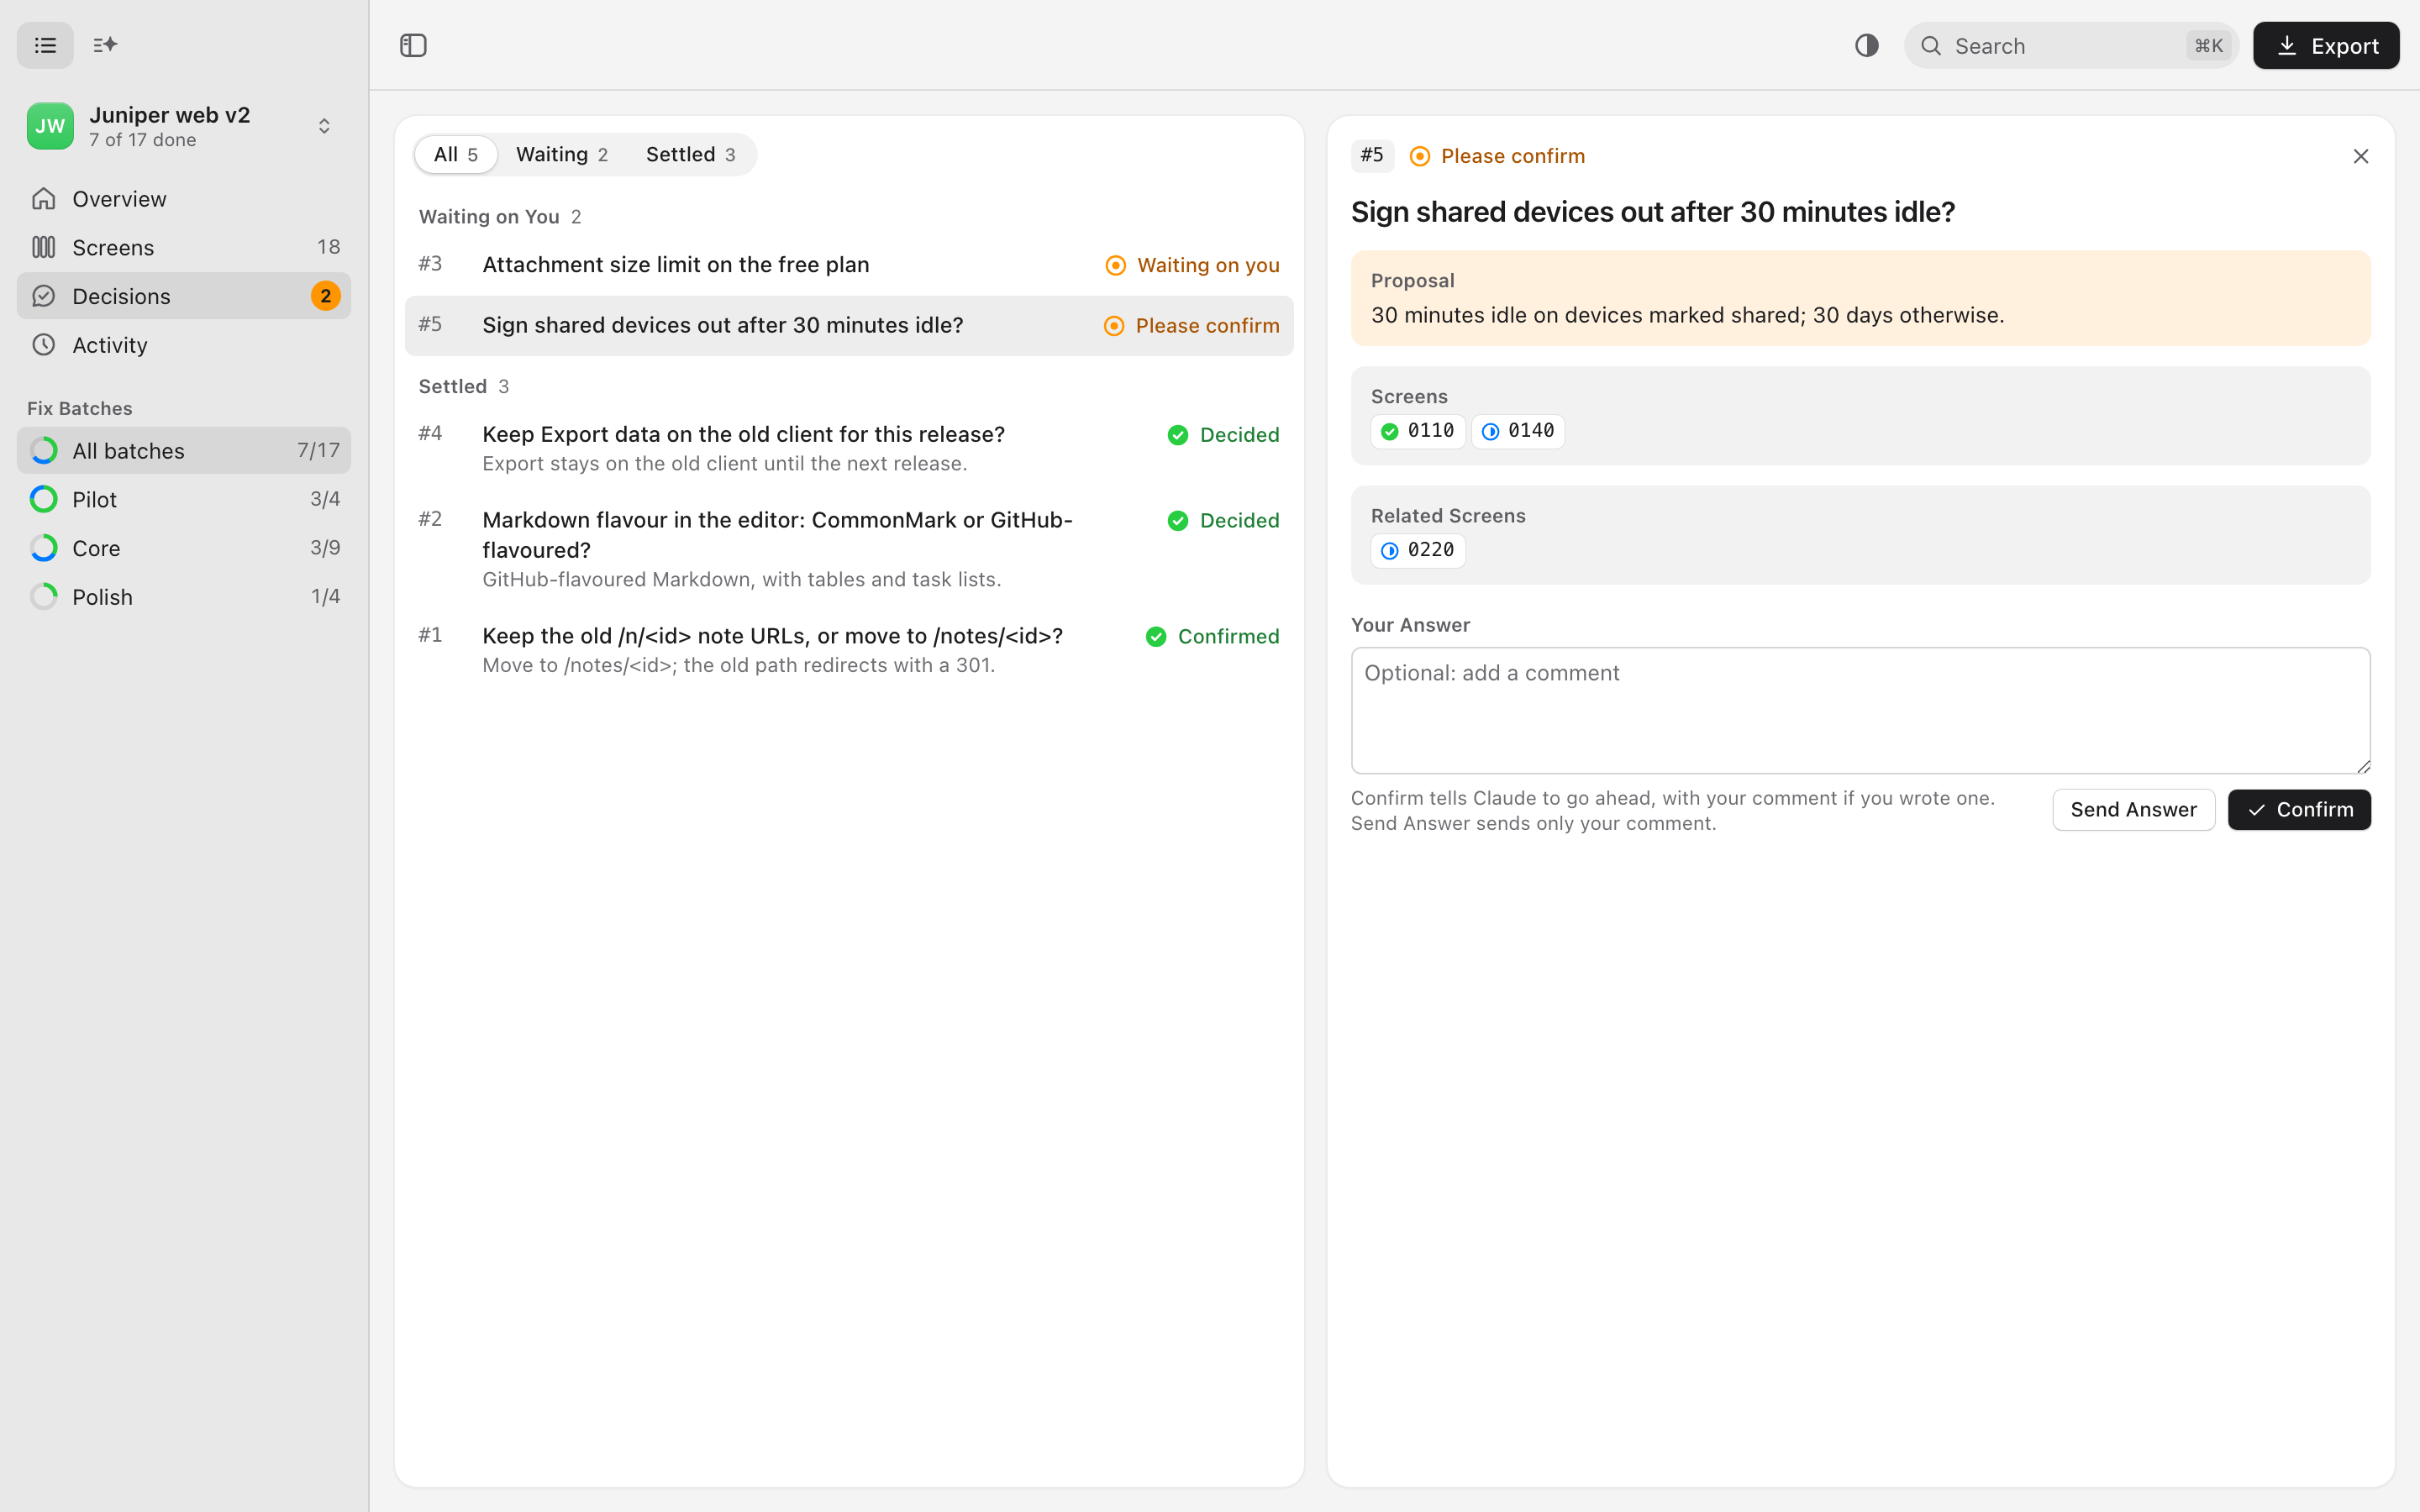 JW
Juniper web v2
7 of 17 done
Overview
Screens 18
Decisions 2
Activity
Fix Batches
All batches 7/17
Pilot 3/4
Core 3/9
Polish 1/4
Search ⌘K
Export
All 5 Waiting 2 Settled 3
Waiting on You 2
#3 Attachment size limit on the free plan Waiting on you
#5 Sign shared devices out after 30 minutes idle? Please confirm
Settled 3
#4 Keep Export data on the old client for this release? Decided
Export stays on the old client until the next release.
#2 Markdown flavour in the editor: CommonMark or GitHub- Decided
flavoured?
GitHub-flavoured Markdown, with tables and task lists.
#1 Keep the old /n/<id> note URLs, or move to /notes/<id>? Confirmed
Move to /notes/<id>; the old path redirects with a 301.
#5 Please confirm
Sign shared devices out after 30 minutes idle?
Proposal
30 minutes idle on devices marked shared; 30 days otherwise.
Screens
0110 0140
Related Screens
0220
Your Answer
Optional: add a comment
Confirm tells Claude to go ahead, with your comment if you wrote one.
Send Answer sends only your comment.
Send Answer Confirm